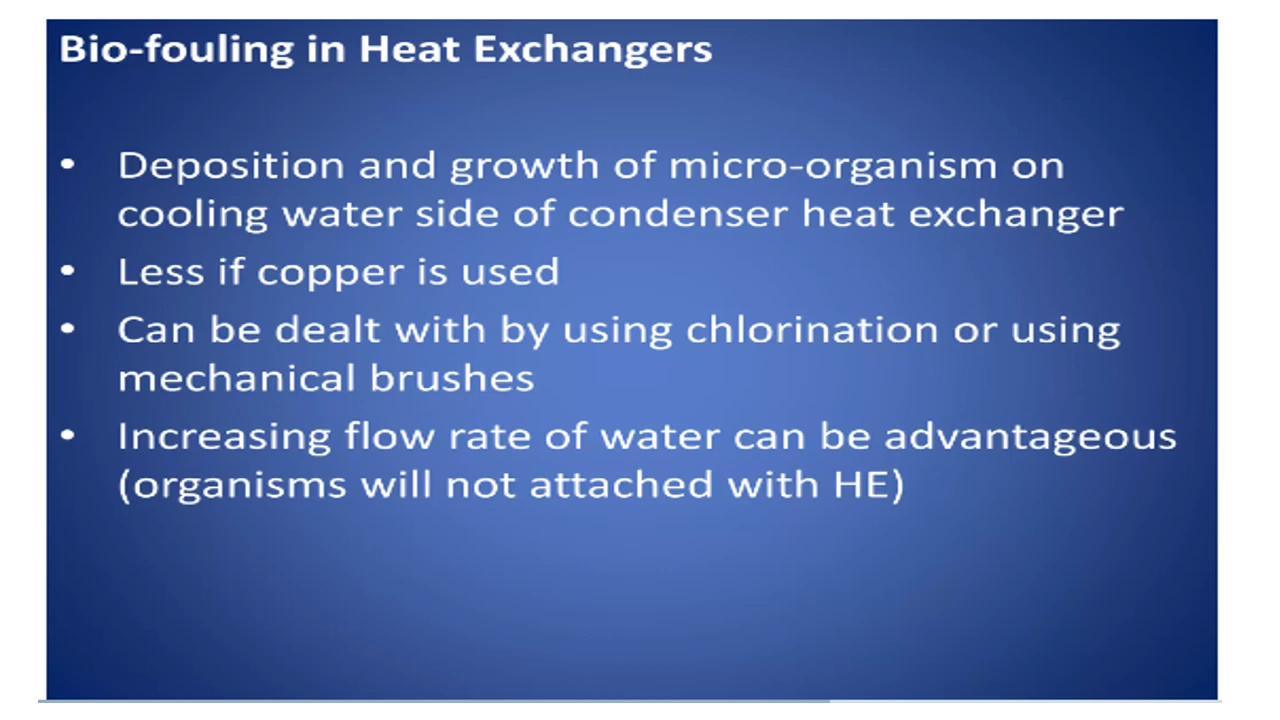 Bio-fouling in Heat Exchangers
• Deposition and growth of micro-organism on
cooling water side of condenser heat exchanger
• Less if copper is used
• Can be dealt with by using chlorination or using
mechanical brushes
• Increasing flow rate of water can be advantageous
(organisms will not attached with HE)